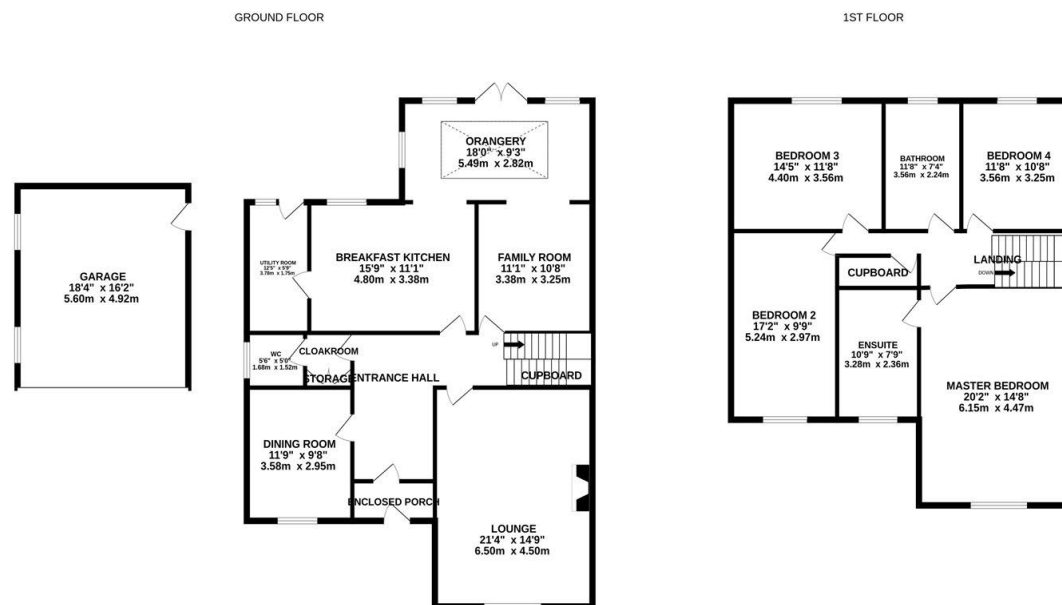 GROUND FLOOR
1ST FLOOR
ORANGERY
18'0" x 9'3"
5.49m x 2.82m
GARAGE
18'4" x 16'2"
5.60m x 4.92m
UTILITY ROOM
12'5" x 5'9"
3.78m x 1.75m
BREAKFAST KITCHEN
15'9" x 11'1"
4.80m x 3.38m
FAMILY ROOM
11'1" x 10'8"
3.38m x 3.25m
WC
5'6" x 5'0"
1.68m x 1.52m
CLOAKROOM
STORAGE
ENTRANCE HALL
UP
CUPBOARD
DINING ROOM
11'9" x 9'8"
3.58m x 2.95m
ENCLOSED PORCH
LOUNGE
21'4" x 14'9"
6.50m x 4.50m
BEDROOM 3
14'5" x 11'8"
4.40m x 3.56m
BATHROOM
11'8" x 7'4"
3.56m x 2.24m
BEDROOM 4
11'8" x 10'8"
3.56m x 3.25m
LANDING
DOWN
CUPBOARD
BEDROOM 2
17'2" x 9'9"
5.24m x 2.97m
ENSUITE
10'9" x 7'9"
3.28m x 2.36m
MASTER BEDROOM
20'2" x 14'8"
6.15m x 4.47m